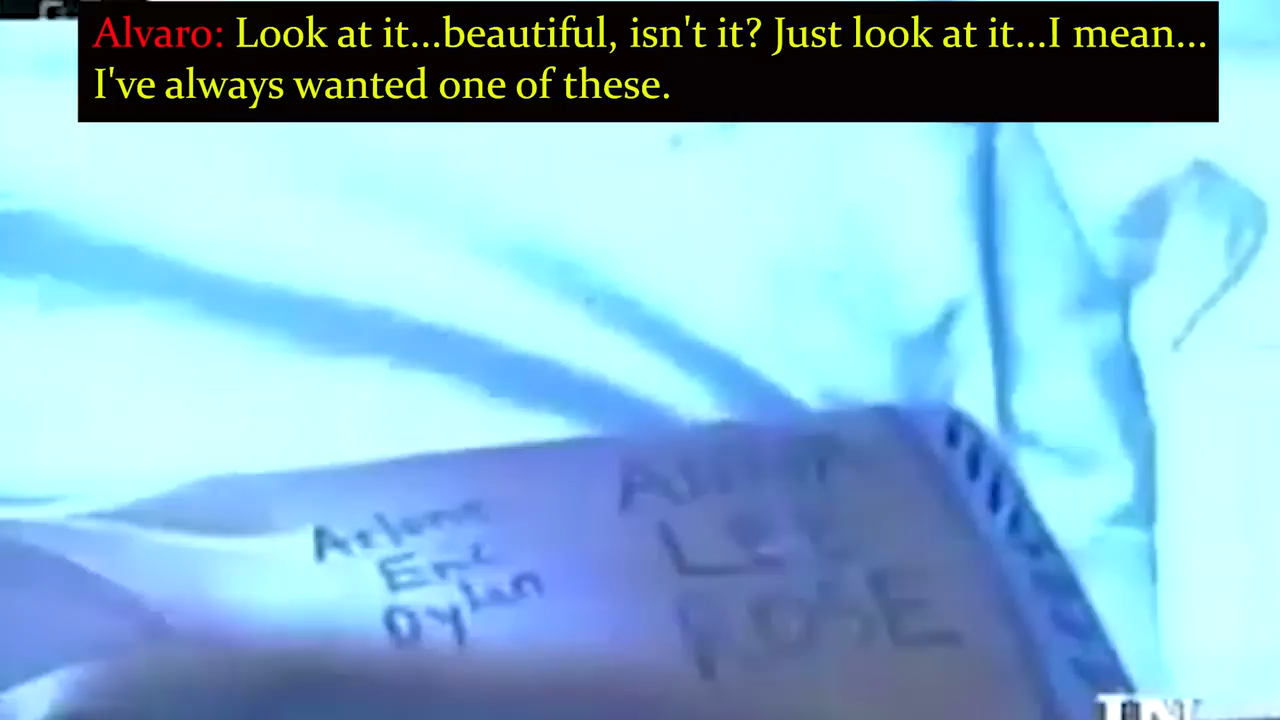 Alvaro: Look at it...beautiful, isn't it? Just look at it...I mean...
I've always wanted one of these.
Arlene
Eric
Dylan